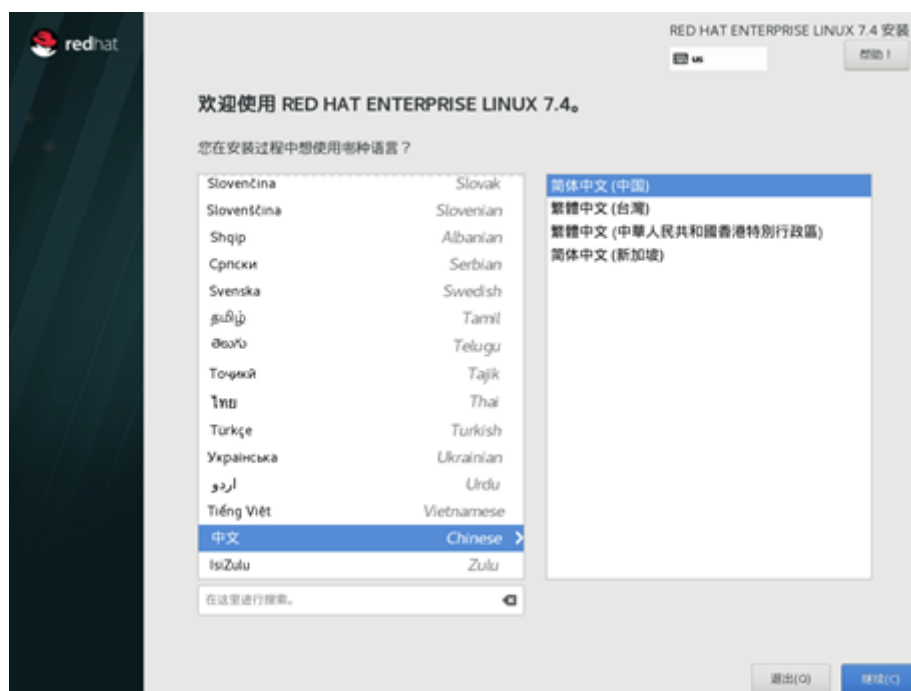 redhat
RED HAT ENTERPRISE LINUX 7.4 安装
us
帮助！
欢迎使用 RED HAT ENTERPRISE LINUX 7.4。
您在安装过程中想使用哪种语言？
Slovenčina Slovak
Slovenščina Slovenian
Shqip Albanian
Српски Serbian
Svenska Swedish
தமிழ் Tamil
తెలుగు Telugu
Тоҷикӣ Tajik
ไทย Thai
Türkçe Turkish
Українська Ukrainian
اردو Urdu
Tiếng Việt Vietnamese
中文 Chinese
IsiZulu Zulu
在这里进行搜索。
简体中文 (中国)
繁體中文 (台灣)
繁體中文 (中華人民共和國香港特別行政區)
简体中文 (新加坡)
退出(Q)
继续(C)